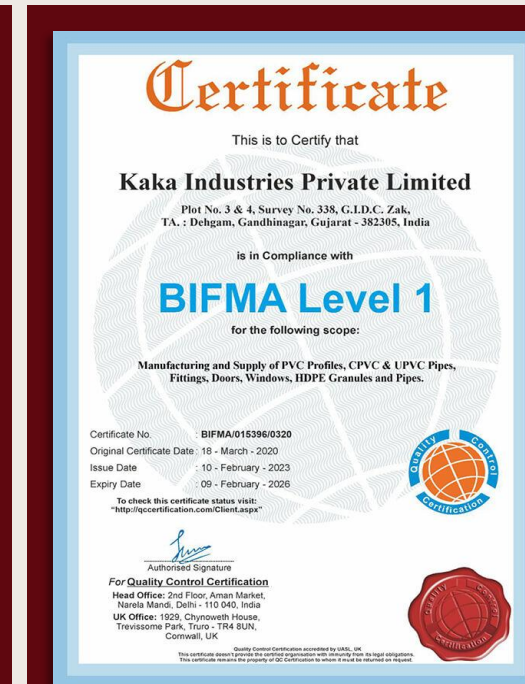 Certificate
This is to Certify that
Kaka Industries Private Limited
Plot No. 3 & 4, Survey No. 338, G.I.D.C. Zak,
TA. : Dehgam, Gandhinagar, Gujarat - 382305, India
is in Compliance with
BIFMA Level 1
for the following scope:
Manufacturing and Supply of PVC Profiles, CPVC & UPVC Pipes,
Fittings, Doors, Windows, HDPE Granules and Pipes.
Certificate No. : BIFMA/015396/0320
Original Certificate Date : 18 - March - 2020
Issue Date : 10 - February - 2023
Expiry Date : 09 - February - 2026
To check this certificate status visit:
"http://qccertification.com/Client.aspx"
Quality Control
Certification
Authorised Signature
For Quality Control Certification
Head Office: 2nd Floor, Aman Market,
Narela Mandi, Delhi - 110 040, India
UK Office: 1929, Chynoweth House,
Trevissome Park, Truro - TR4 8UN,
Cornwall, UK
Quality Control
Certification
Quality Control Certification accredited by UASL, UK
This certificate doesn't provide the certified organisation with immunity from its legal obligations.
This certificate remains the property of QC Certification to whom it must be returned on request.